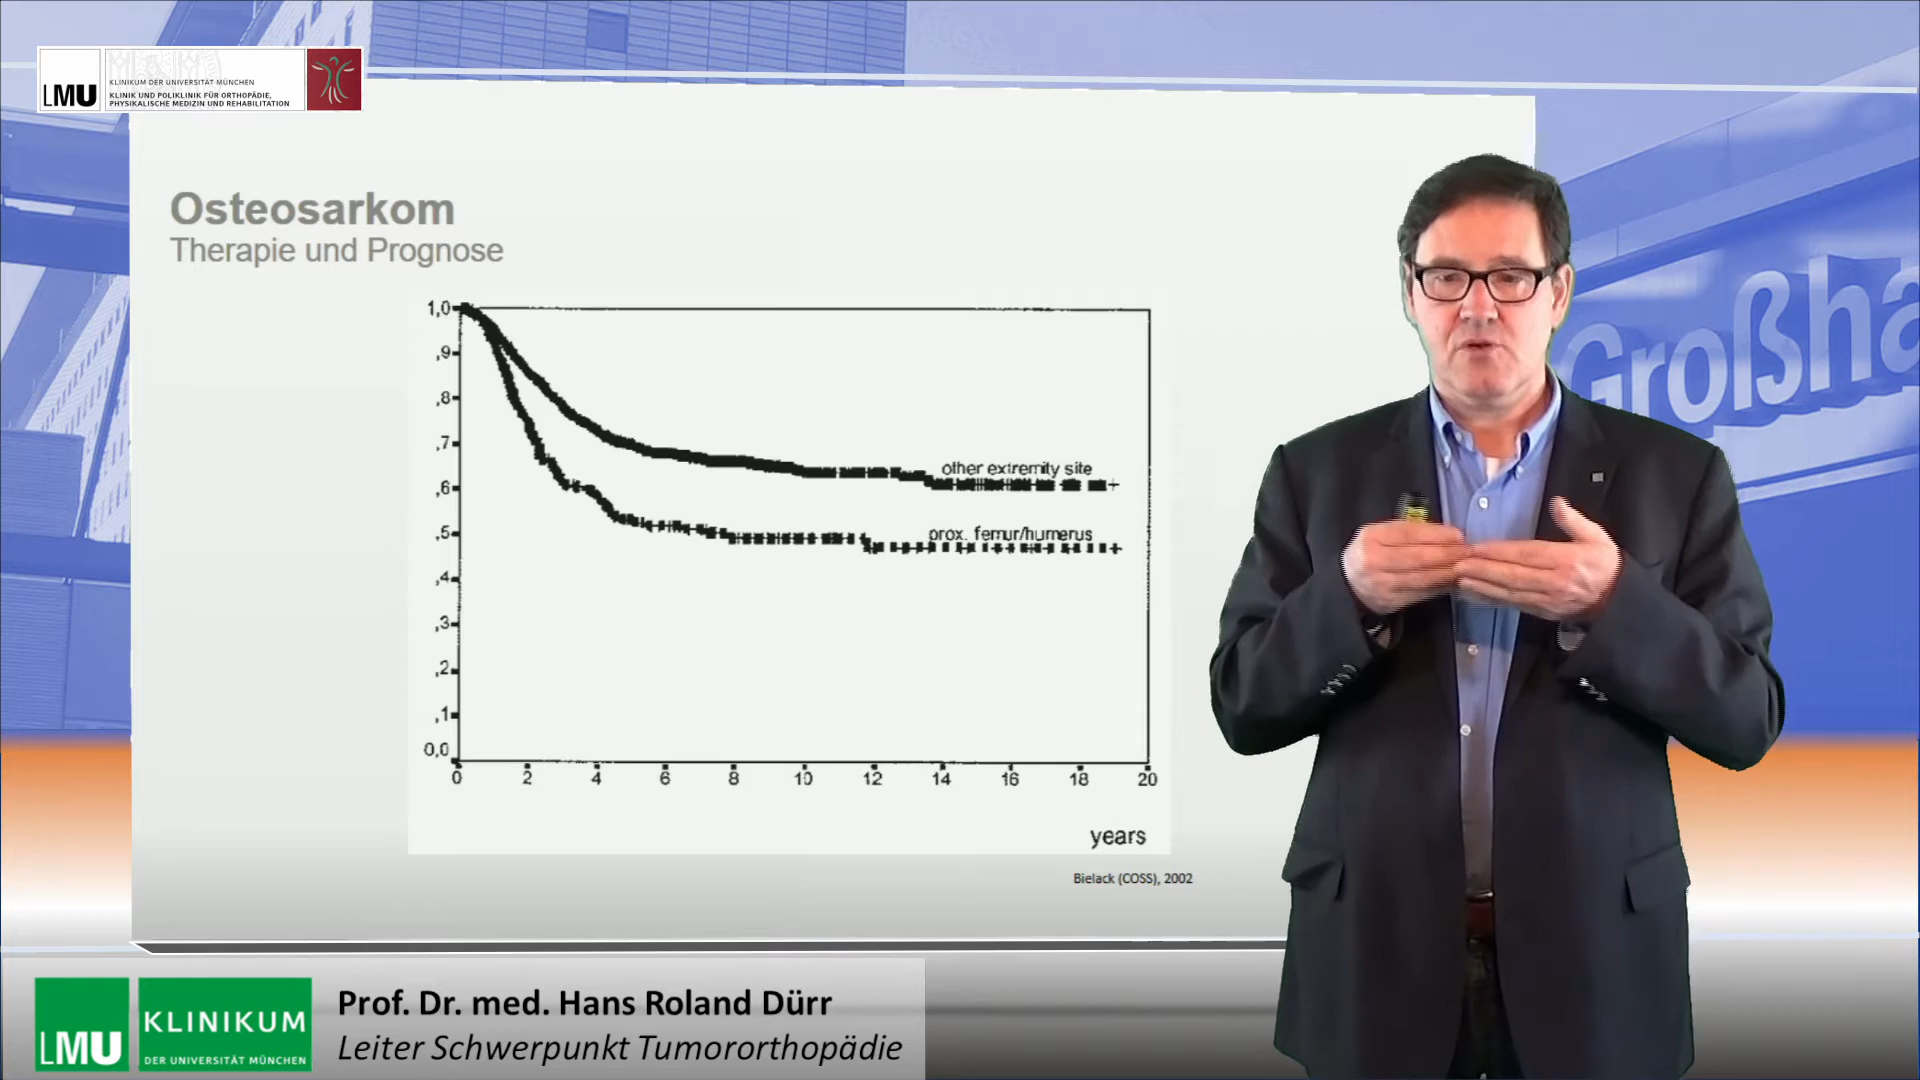 LMU
KLINIKUM DER UNIVERSITÄT MÜNCHEN
KLINIK UND POLIKLINIK FÜR ORTHOPÄDIE,
PHYSIKALISCHE MEDIZIN UND REHABILITATION
Osteosarkom
Therapie und Prognose
1,0
,9
,8
,7
,6
,5
,4
,3
,2
,1
0,0
other extremity site
prox. femur/humerus
0 2 4 6 8 10 12 14 16 18 20
years
Bielack (COSS), 2002
Großha
LMU
KLINIKUM
DER UNIVERSITÄT MÜNCHEN
Prof. Dr. med. Hans Roland Dürr
Leiter Schwerpunkt Tumororthopädie